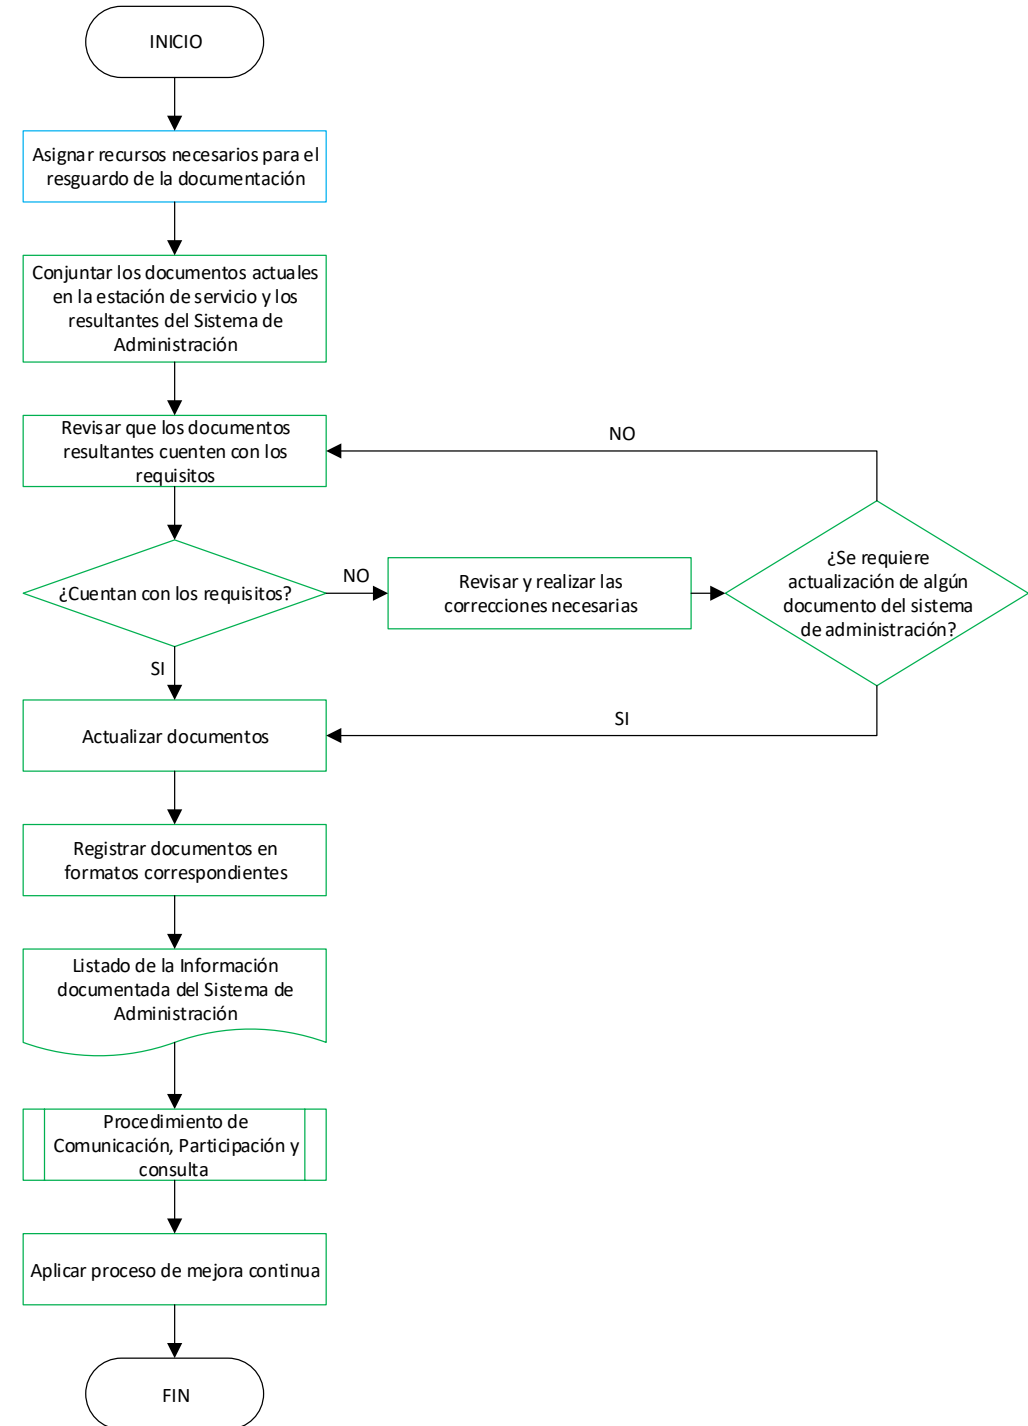 INICIO
Asignar recursos necesarios para el
resguardo de la documentación
Conjuntar los documentos actuales
en la estación de servicio y los
resultantes del Sistema de
Administración
Revisar que los documentos
resultantes cuenten con los
requisitos
NO
¿Cuentan con los requisitos?
NO
Revisar y realizar las
correcciones necesarias
¿Se requiere
actualización de algún
documento del sistema
de administración?
SI
Actualizar documentos
SI
Registrar documentos en
formatos correspondientes
Listado de la Información
documentada del Sistema de
Administración
Procedimiento de
Comunicación, Participación y
consulta
Aplicar proceso de mejora continua
FIN